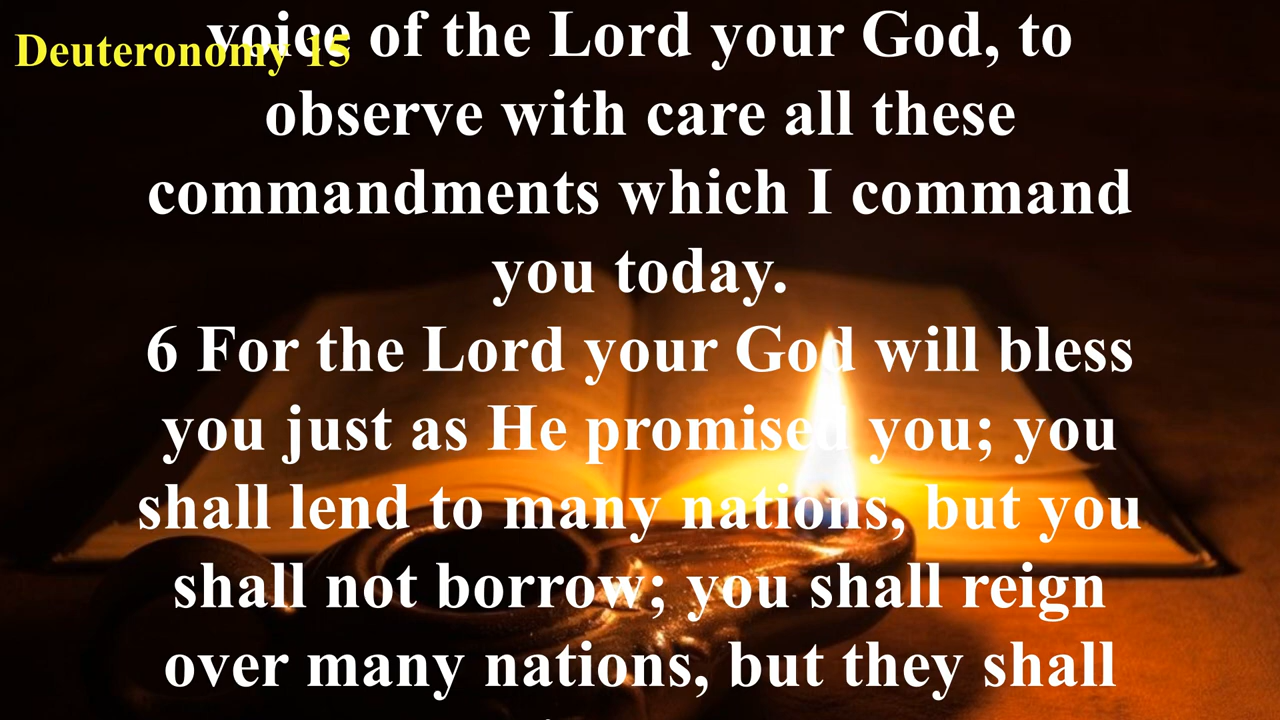 Deuteronomy 15
voice of the Lord your God, to
observe with care all these
commandments which I command
you today.
6 For the Lord your God will bless
you just as He promised you; you
shall lend to many nations, but you
shall not borrow; you shall reign
over many nations, but they shall